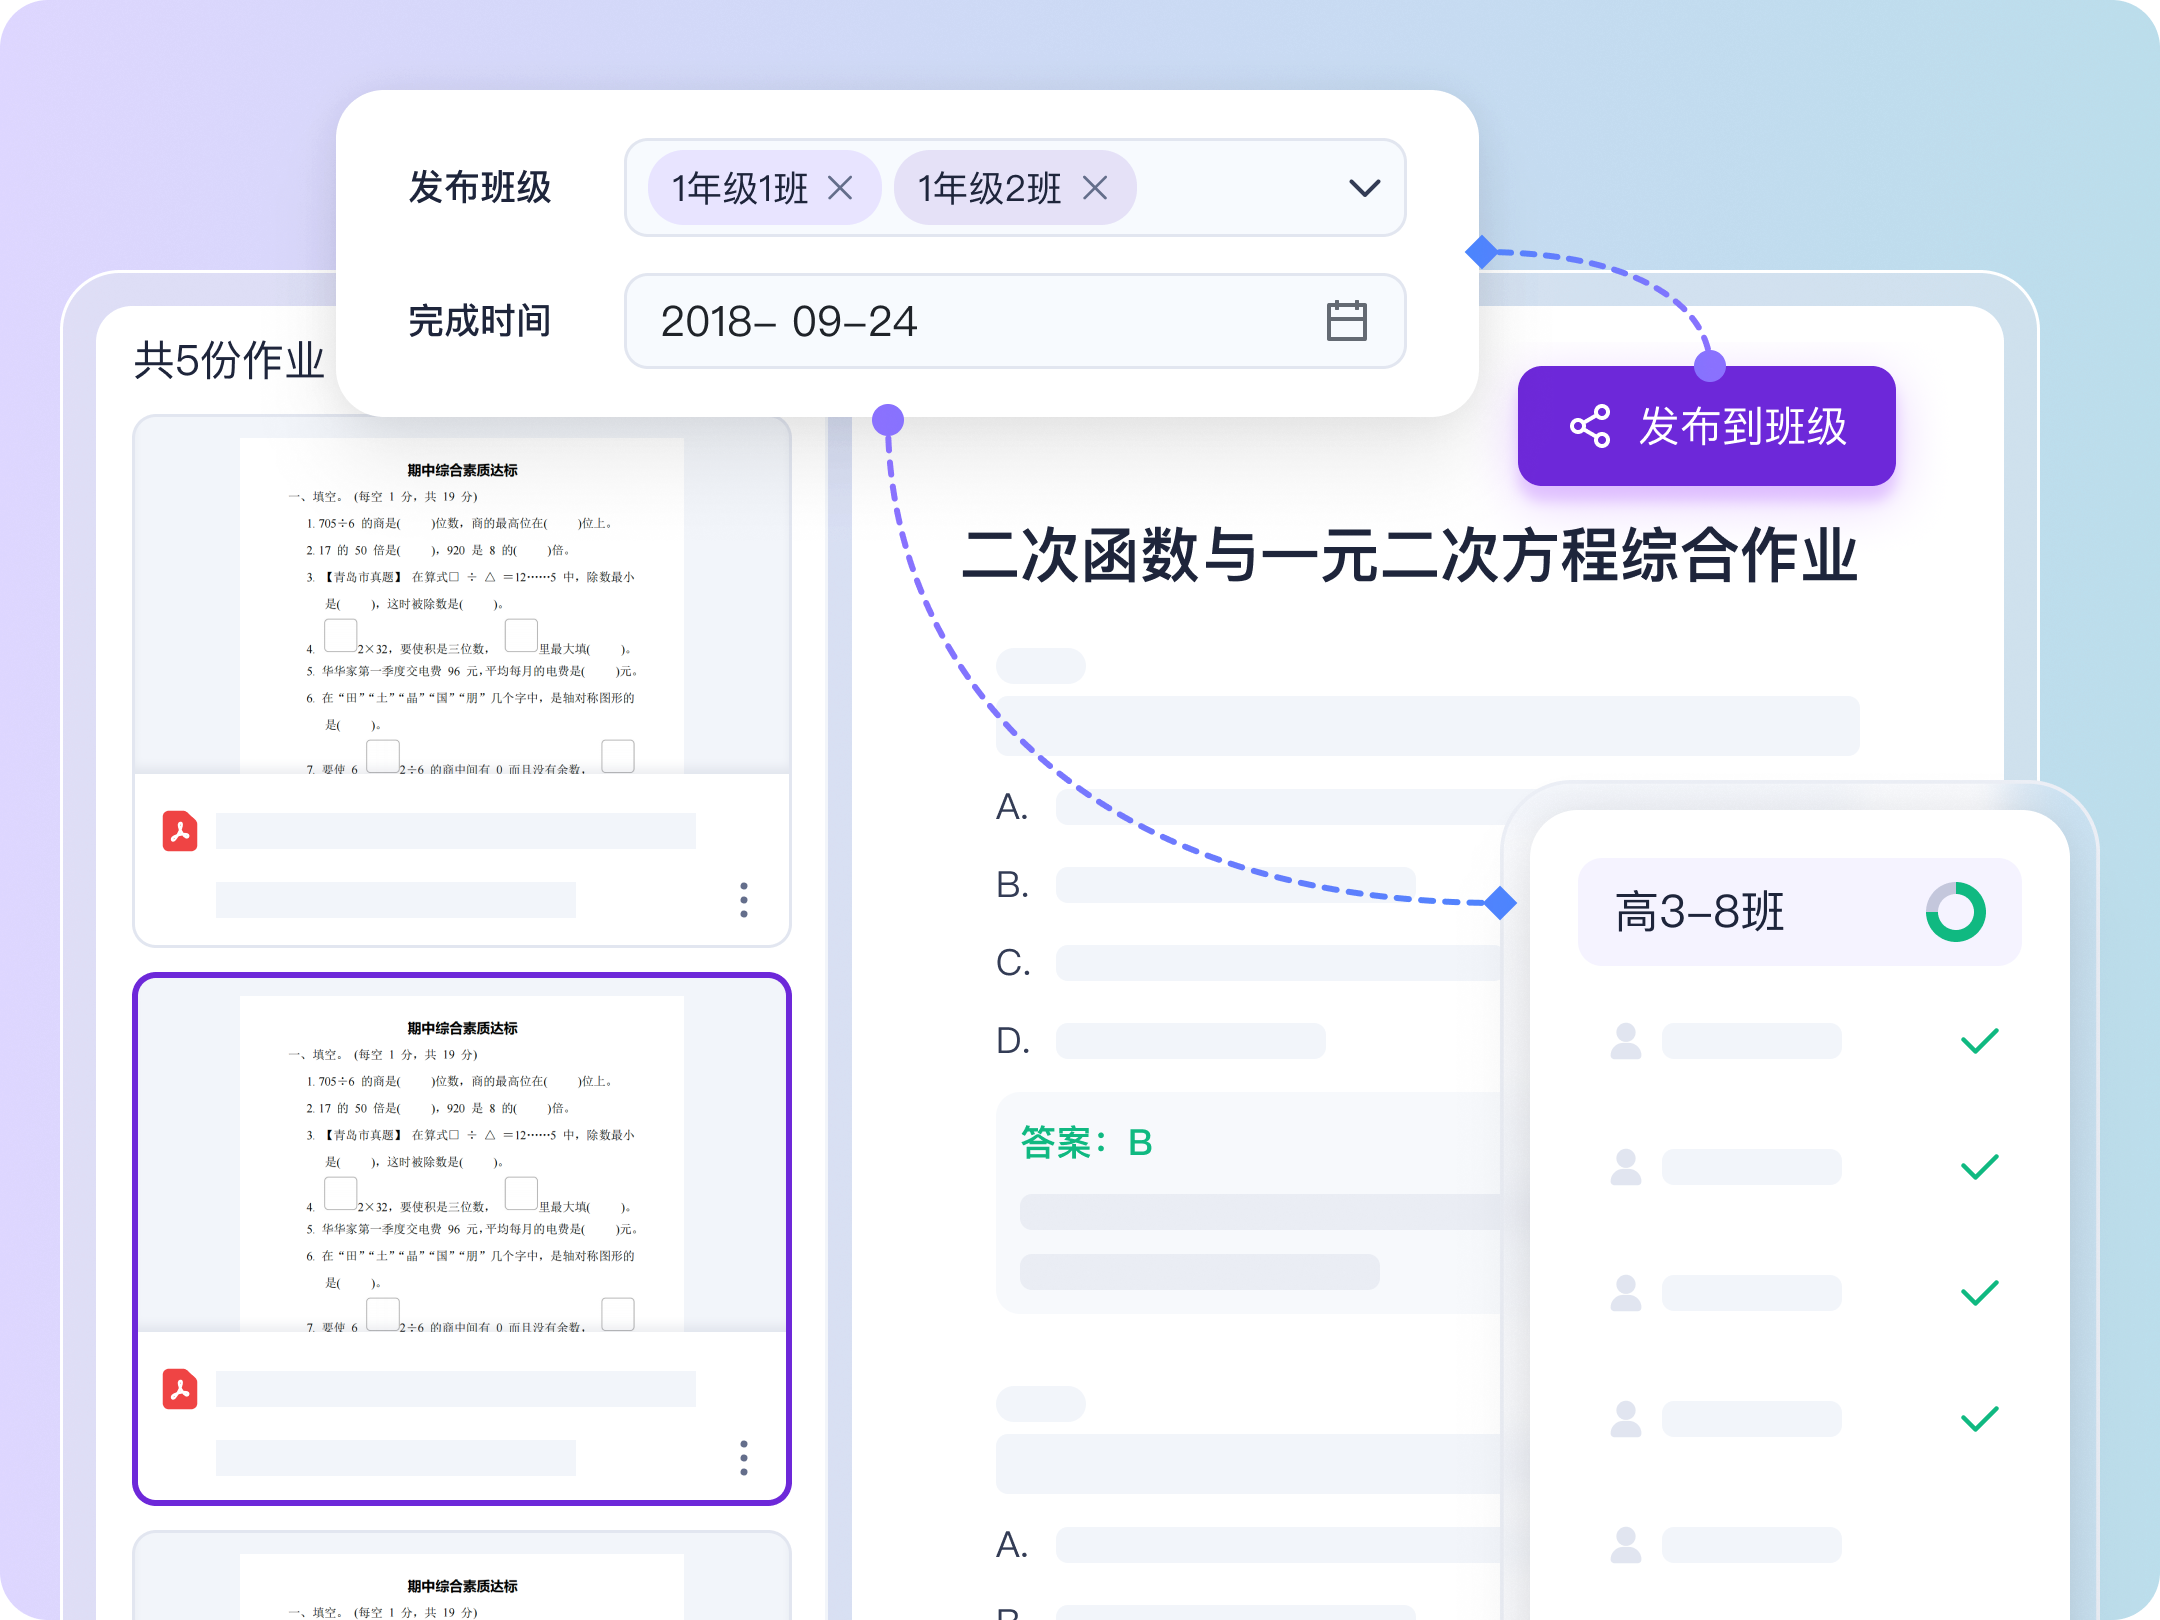 发布班级
1年级1班
1年级2班
完成时间
2018- 09-24
共5份作业
期中综合素质达标
一、填空。(每空 1 分，共 19 分)
1. 705÷6 的商是( )位数，商的最高位在( )位上。
2. 17 的 50 倍是( )，920 是 8 的( )倍。
3. 【青岛市真题】 在算式□ ÷ △ =12……5 中，除数最小
是( )，这时被除数是( )。
4. □2×32，要使积是三位数，□里最大填( )。
5. 华华家第一季度交电费 96 元，平均每月的电费是( )元。
6. 在“田”“土”“晶”“国”“朋”几个字中，是轴对称图形的
是( )。
7. 要使 6□2÷6 的商中间有 0 而且没有余数，□
期中综合素质达标
一、填空。(每空 1 分，共 19 分)
1. 705÷6 的商是( )位数，商的最高位在( )位上。
2. 17 的 50 倍是( )，920 是 8 的( )倍。
3. 【青岛市真题】 在算式□ ÷ △ =12……5 中，除数最小
是( )，这时被除数是( )。
4. □2×32，要使积是三位数，□里最大填( )。
5. 华华家第一季度交电费 96 元，平均每月的电费是( )元。
6. 在“田”“土”“晶”“国”“朋”几个字中，是轴对称图形的
是( )。
7. 要使 6□2÷6 的商中间有 0 而且没有余数，□
期中综合素质达标
一、填空。(每空 1 分，共 19 分)
发布到班级
二次函数与一元二次方程综合作业
A.
B.
C.
D.
答案：B
A.
B.
高3-8班